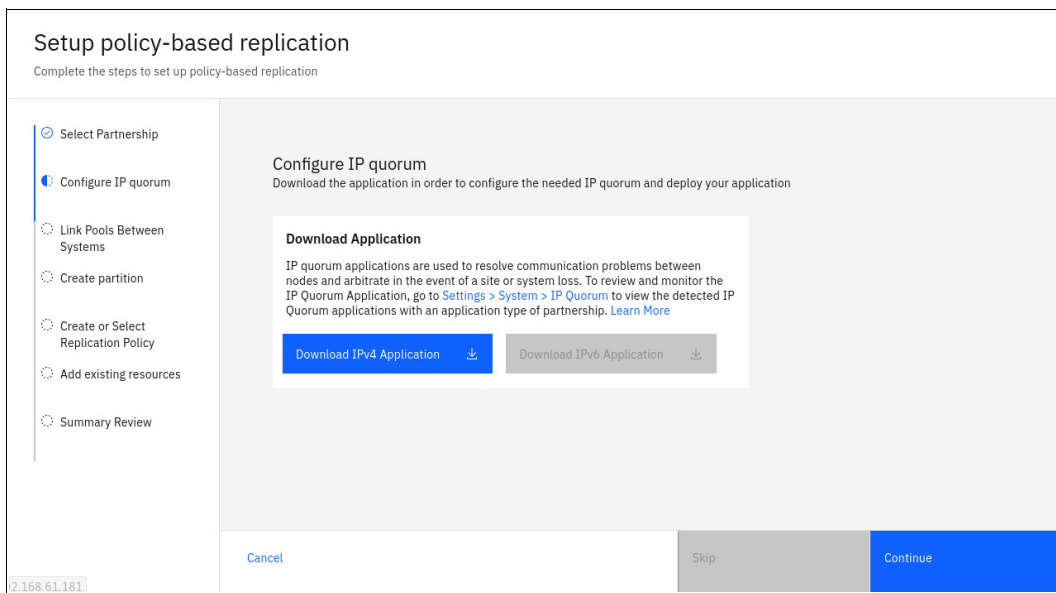 Setup policy-based replication
Complete the steps to set up policy-based replication
Select Partnership
Configure IP quorum
Link Pools Between
Systems
Create partition
Create or Select
Replication Policy
Add existing resources
Summary Review
Configure IP quorum
Download the application in order to configure the needed IP quorum and deploy your application
Download Application
IP quorum applications are used to resolve communication problems between
nodes and arbitrate in the event of a site or system loss. To review and monitor the
IP Quorum Application, go to Settings > System > IP Quorum to view the detected IP
Quorum applications with an application type of partnership. Learn More
Download IPv4 Application
Download IPv6 Application
Cancel
Skip
Continue
2.168.61.181